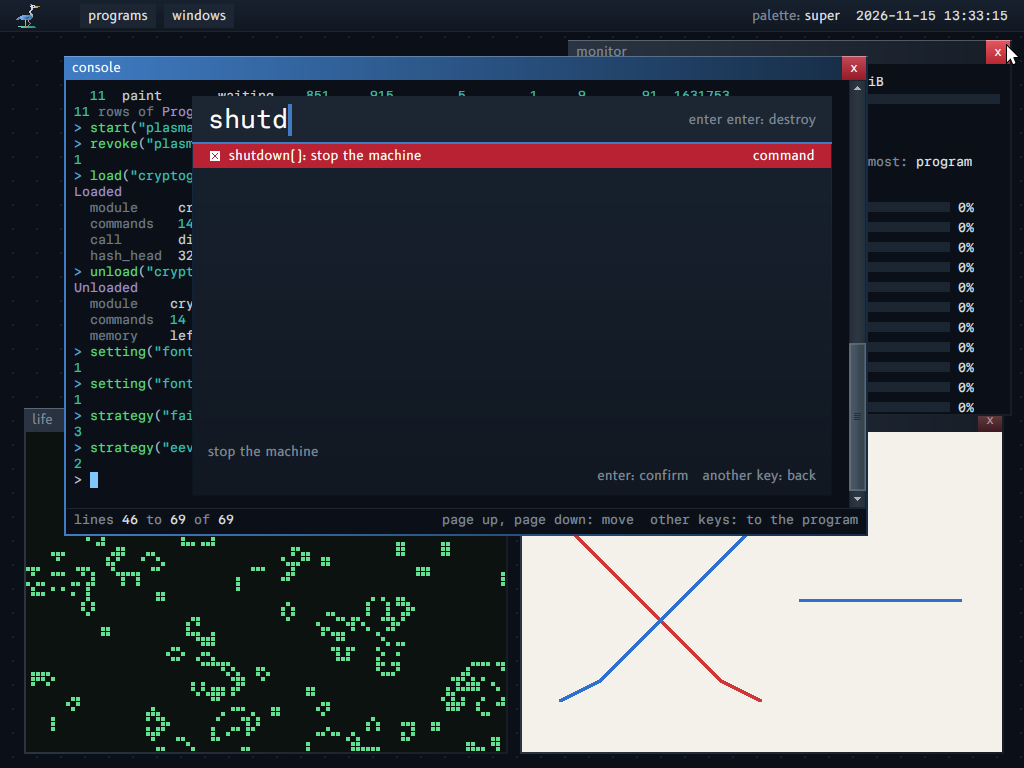 programs windows palette: super 2026-11-15 13:33:15
monitor x
console x
iB
11 paint waiting 851 915 5 1 9 91 1631753
shutd enter enter: destroy
11 rows of Prog
> start("plasma
> revoke("plasm
shutdown[]: stop the machine command
1
most: program
> load("cryptog
Loaded
module cr
0%
commands 14
0%
call di
0%
hash_head 32
> unload("crypt
0%
Unloaded
0%
module cry
0%
commands 14
0%
memory lef
0%
> setting("font
1
0%
> setting("font
0%
1
0%
> strategy("fai
life x
3
> strategy("eev
stop the machine
2
enter: confirm another key: back
>
lines 46 to 69 of 69 page up, page down: move other keys: to the program